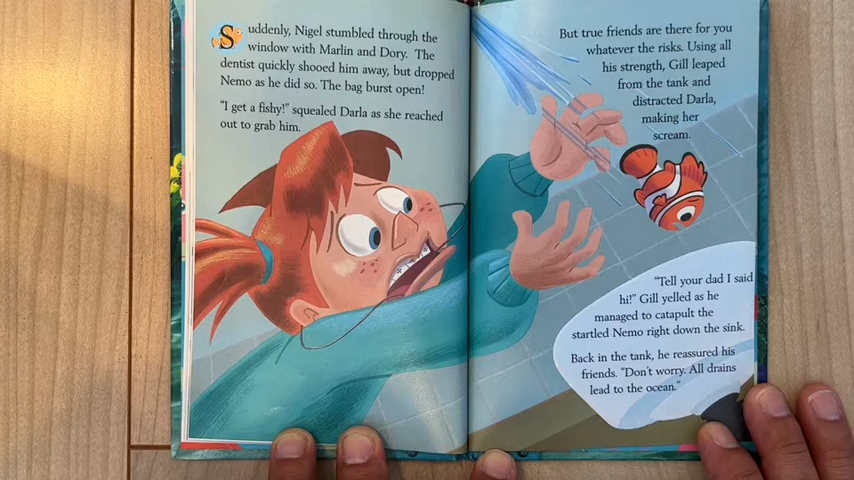 Suddenly, Nigel stumbled through the
window with Marlin and Dory. The
dentist quickly shooed him away, but dropped
Nemo as he did so. The bag burst open!
"I get a fishy!" squealed Darla as she reached
out to grab him.
But true friends are there for you
whatever the risks. Using all
his strength, Gill leaped
from the tank and
distracted Darla,
making her
scream.
"Tell your dad I said
hi!" Gill yelled as he
managed to catapult the
startled Nemo right down the sink.
Back in the tank, he reassured his
friends. "Don't worry. All drains
lead to the ocean."